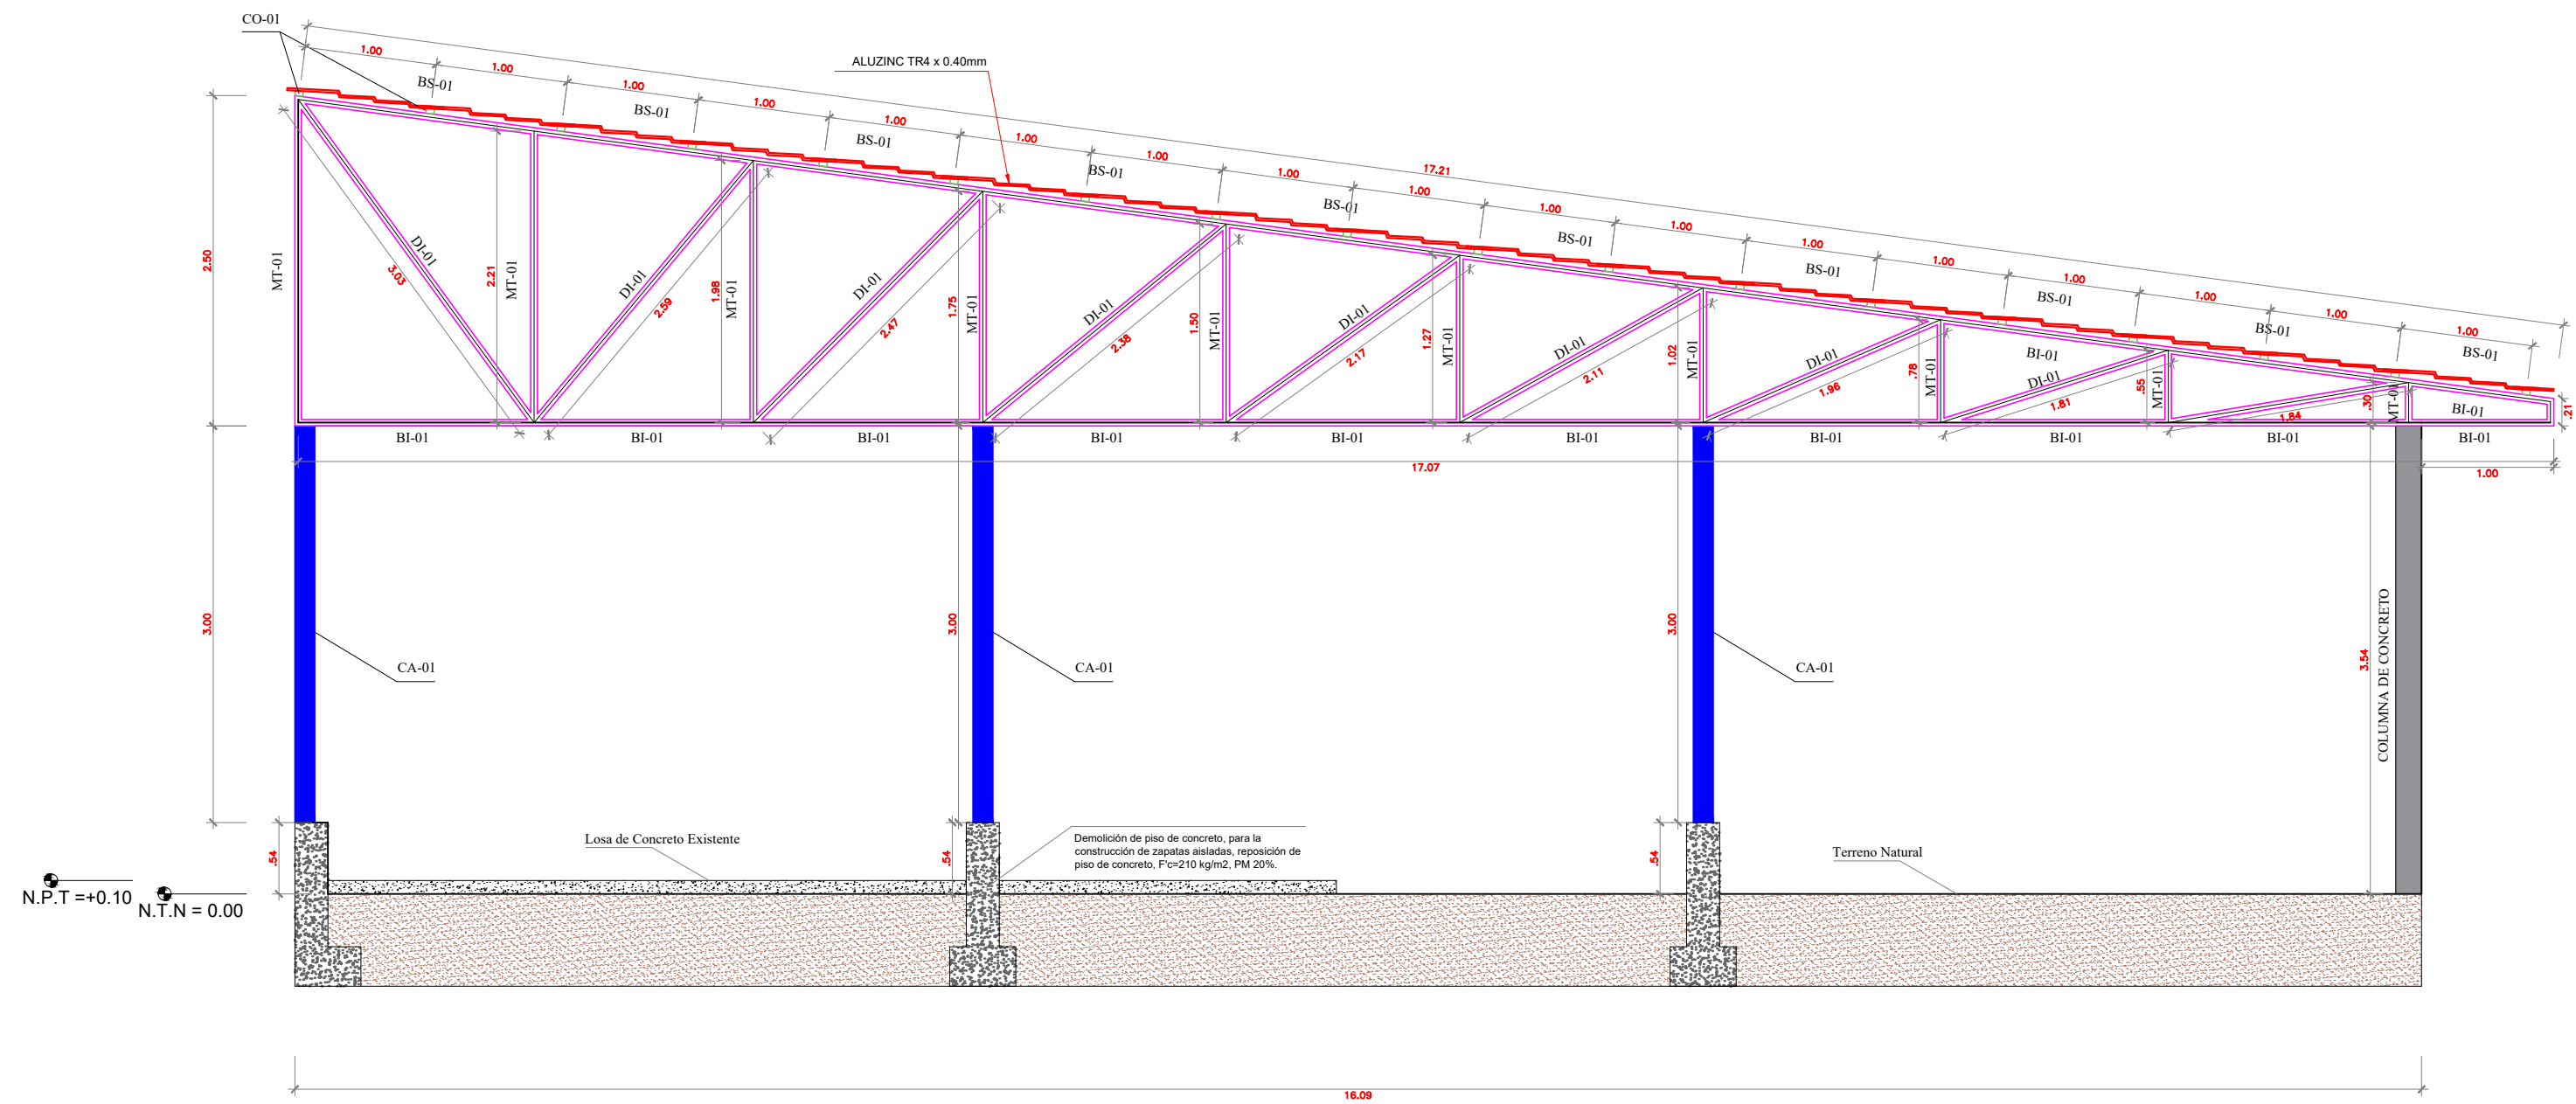 CO-01
1.00
BS-01
1.00
1.00
BS-01
1.00
ALUZINC TR4 x 0.40mm
BS-01
1.00
1.00
BS-01
1.00
17.21
1.00
BS-01
1.00
1.00
BS-01
1.00
1.00
BS-01
1.00
1.00
BS-01
1.00
1.00
BS-01
1.00
BS-01
2.50
MT-01
DI-01
3.03
2.21
MT-01
DI-01
2.59
1.98
MT-01
DI-01
2.47
1.75
MT-01
DI-01
2.38
1.50
MT-01
DI-01
2.17
1.27
MT-01
DI-01
2.11
1.02
MT-01
DI-01
1.96
.78
MT-01
BI-01
DI-01
1.81
.55
MT-01
1.84
.30
MT-01
BI-01
.21
BI-01
BI-01
BI-01
BI-01
BI-01
BI-01
BI-01
BI-01
BI-01
BI-01
17.07
1.00
3.00
CA-01
3.00
CA-01
3.00
CA-01
3.54
COLUMNA DE CONCRETO
.54
Losa de Concreto Existente
.54
Demolición de piso de concreto, para la
construcción de zapatas aisladas, reposición de
piso de concreto, F'c=210 kg/m2, PM 20%.
.54
Terreno Natural
N.P.T =+0.10
N.T.N = 0.00
16.09